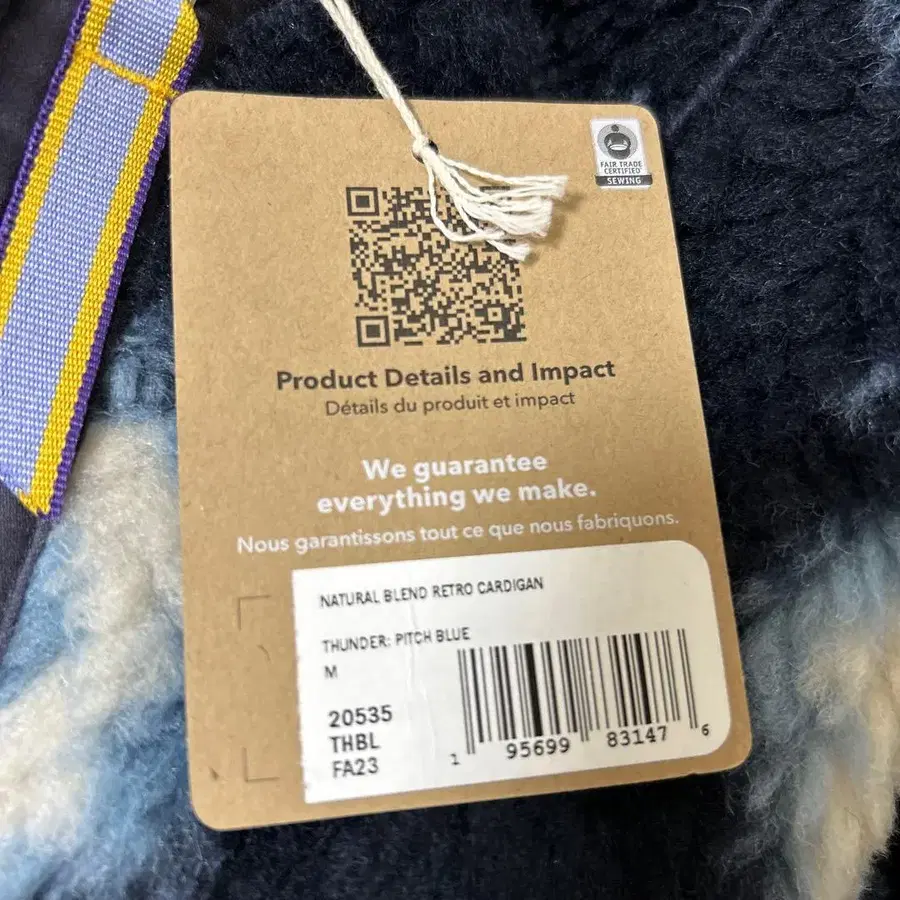 FAIR TRADE
CERTIFIED
SEWING
Product Details and Impact
Détails du produit et impact
We guarantee
everything we make.
Nous garantissons tout ce que nous fabriquons.
NATURAL BLEND RETRO CARDIGAN
THUNDER: PITCH BLUE
M
20535
THBL
FA23
1 95699 83147 6